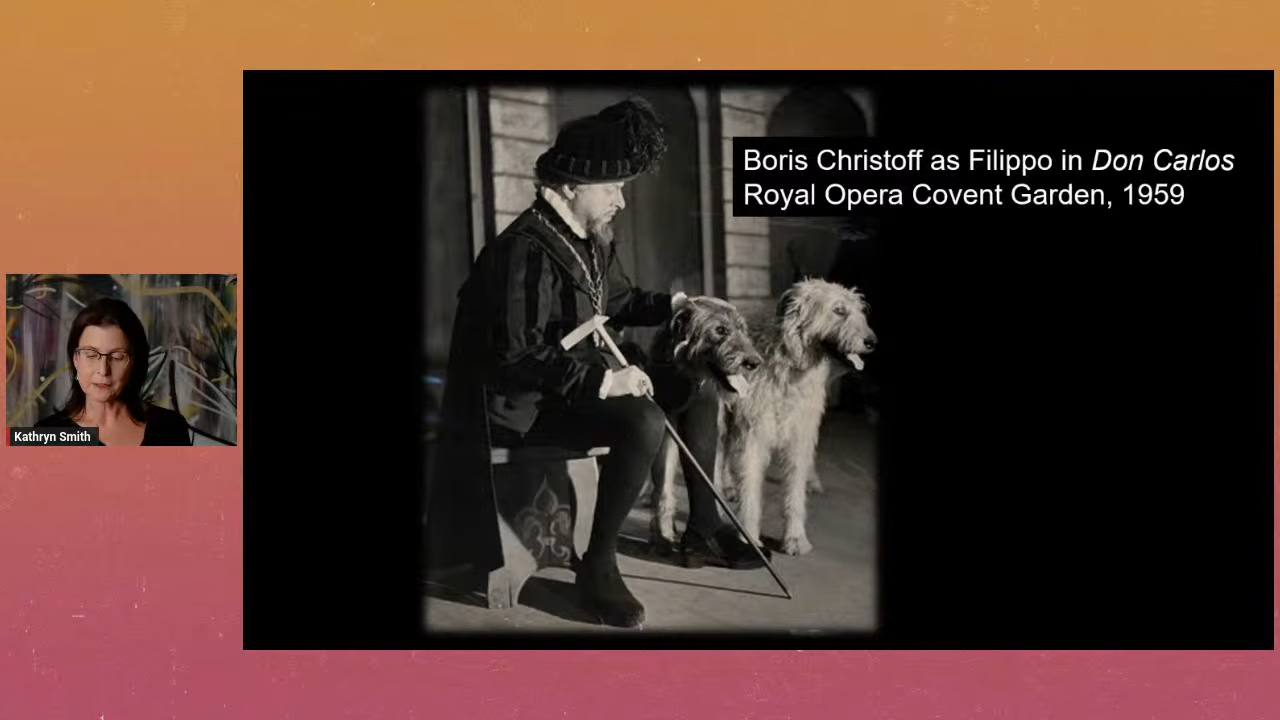 Boris Christoff as Filippo in Don Carlos
Royal Opera Covent Garden, 1959
Kathryn Smith